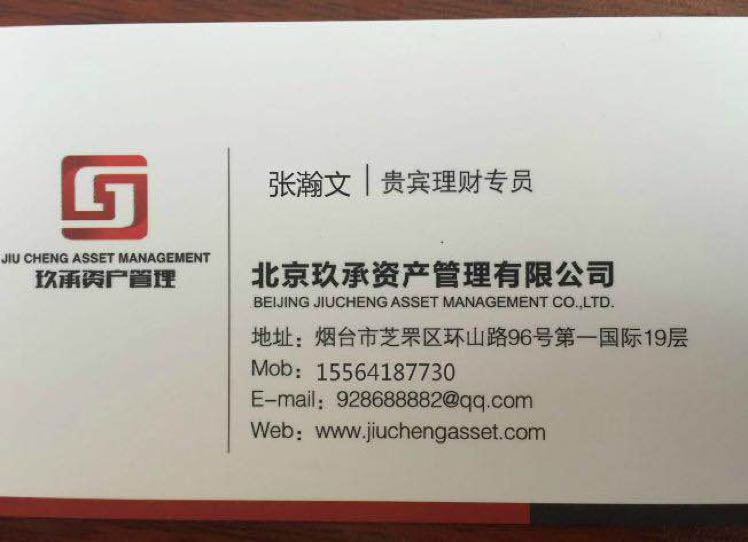 JIU CHENG ASSET MANAGEMENT
玖承资产管理
张瀚文|贵宾理财专员
北京玖承资产管理有限公司
BEIJING JIUCHENG ASSET MANAGEMENT CO.,LTD.
地址：烟台市芝罘区环山路96号第一国际19层
Mob：15564187730
E-mail：928688882@qq.com
Web：www.jiuchengasset.com